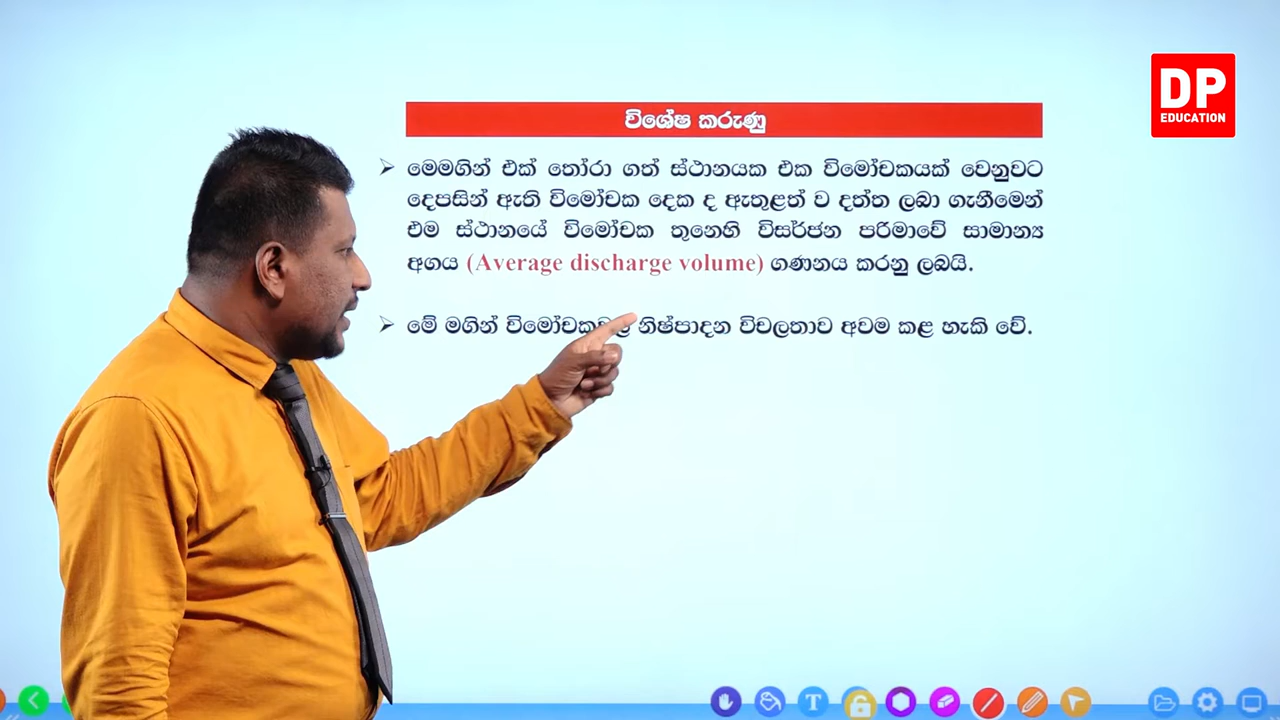 DP
EDUCATION
විශේෂ කරුණු
➢ මෙමගින් එක් තෝරා ගත් ස්ථානයක එක විමෝචකයක් වෙනුවට
දෙපසින් ඇති විමෝචක දෙක ද ඇතුළත් ව දත්ත ලබා ගැනීමෙන්
එම ස්ථානයේ විමෝචක තුනෙහි විසර්ජන පරිමාවේ සාමාන්‍ය
අගය (Average discharge volume) ගණනය කරනු ලබයි.
➢ මේ මගින් නිෂ්පාදන විචලතාව අවම කළ හැකි වේ.